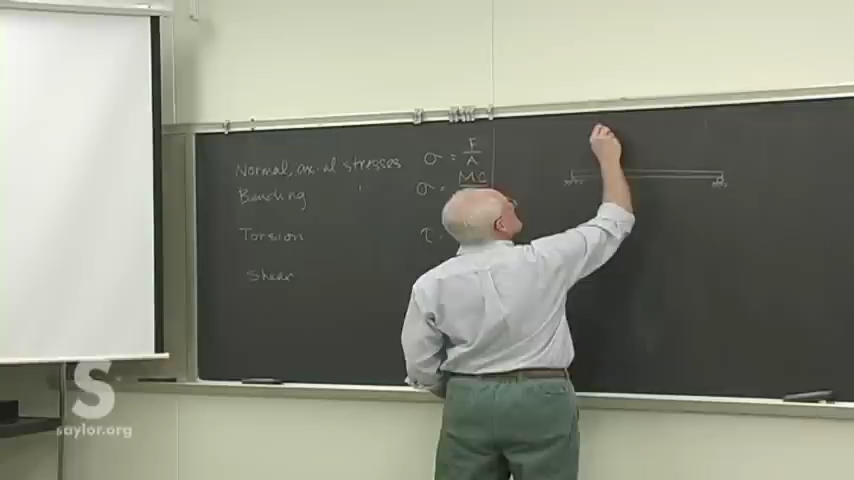 Normal, axial stresses σ = F/A
Bending σ = MC
Torsion τ
Shear
S
saylor.org